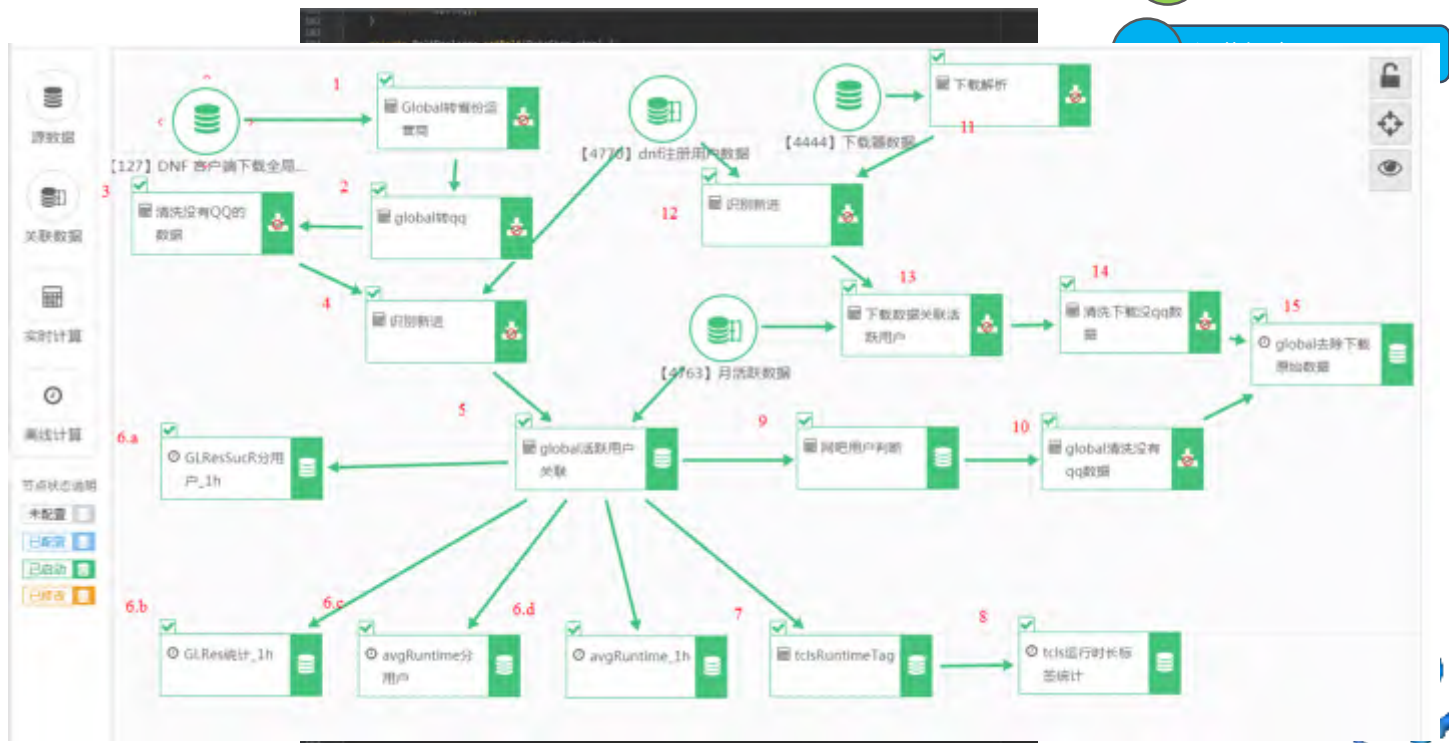 源数据
关联数据
实时计算
离线计算
节点状态说明
未配置
已配置
已启动
已修改
【127】DNF 客户端下载全局...
1
Global转省份运
营商
2
global转qq
3
清洗没有QQ的
数据
4
识别新进
【4770】dnf注册用户数据
【4444】下载器数据
下载解析
11
12
识别新进
13
下载数据关联活
跃用户
14
清洗下载没qq数
据
15
global去除下载
原始数据
【4763】月活跃数据
5
global活跃用户
关联
6.a
GLResSucR分用
户_1h
9
网吧用户判断
10
global清洗没有
qq数据
6.b
GLRes统计_1h
6.c
avgRuntime分
用户
6.d
avgRuntime_1h
7
tclsRuntimeTag
8
tcls运行时长标
签统计